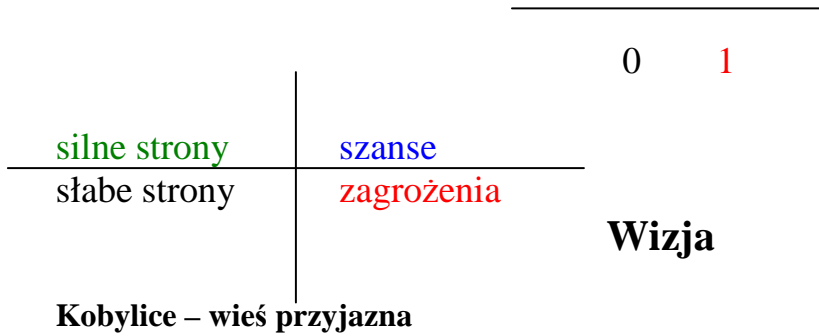 0 1
silne strony szanse
słabe strony zagrożenia
Wizja
Kobylice – wieś przyjazna